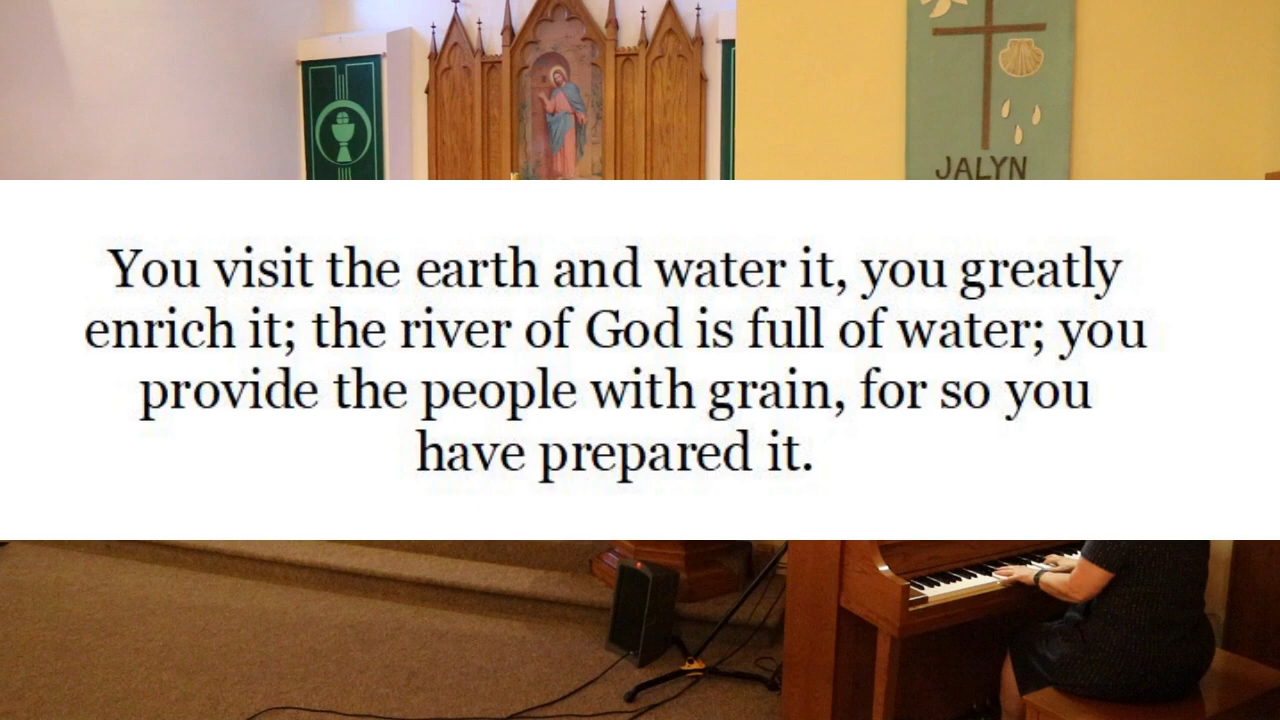 JALYN
You visit the earth and water it, you greatly
enrich it; the river of God is full of water; you
provide the people with grain, for so you
have prepared it.